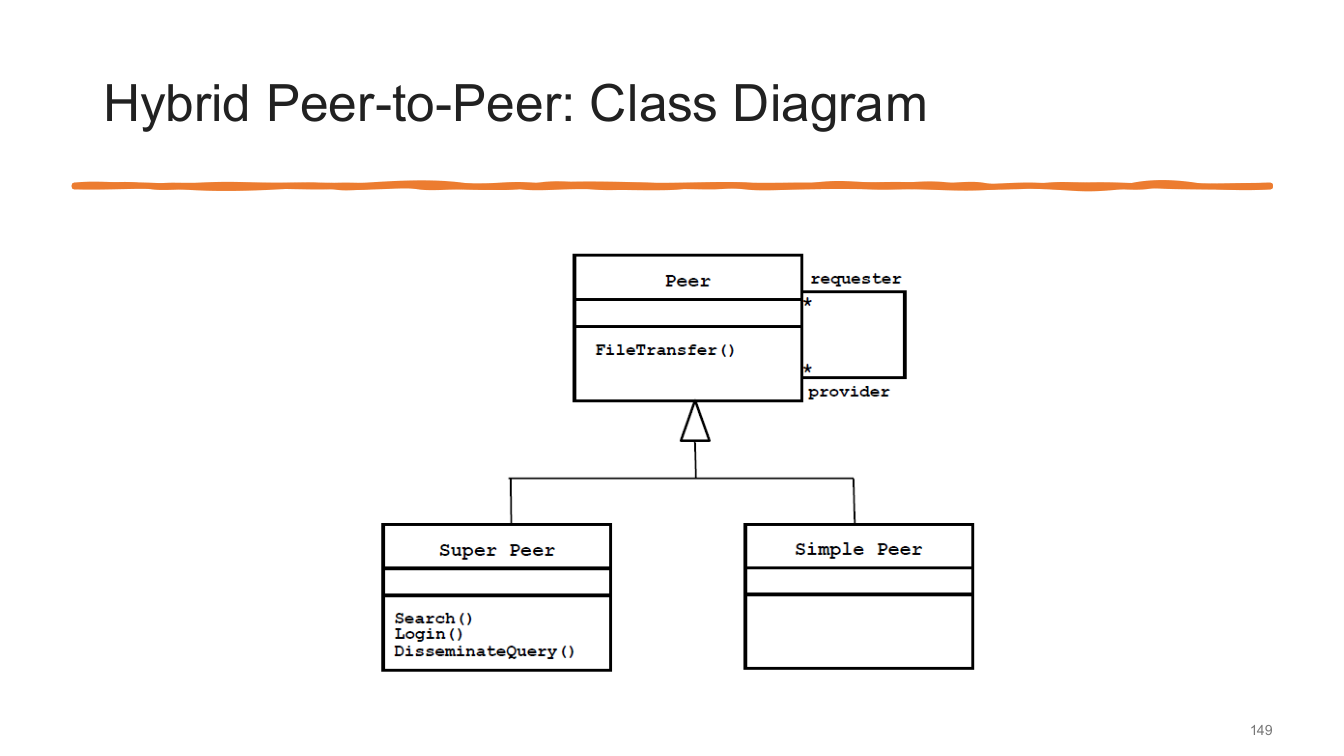 Hybrid Peer-to-Peer: Class Diagram
Peer
requester
*
FileTransfer()
*
provider
Super Peer
Simple Peer
Search()
Login()
DisseminateQuery()
149